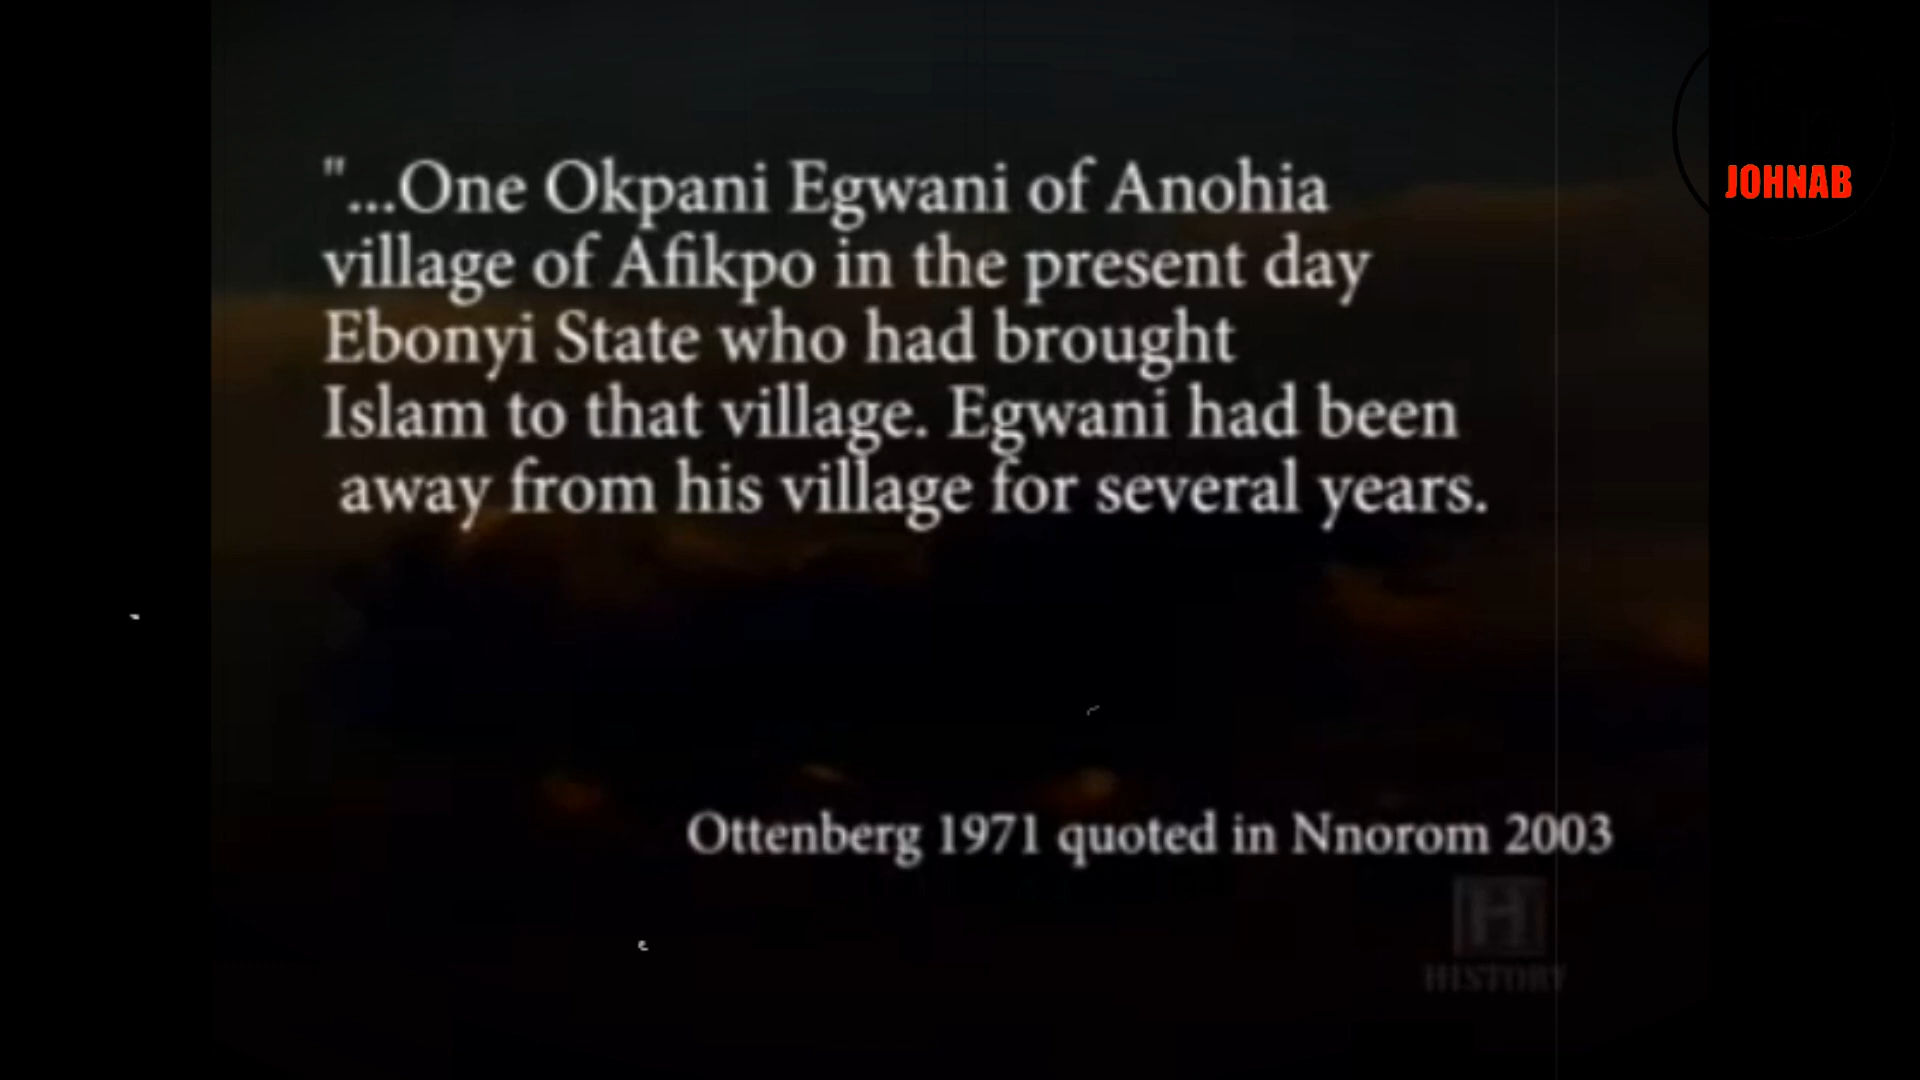 "...One Okpani Egwani of Anohia
village of Afikpo in the present day
Ebonyi State who had brought
Islam to that village. Egwani had been
away from his village for several years.
Ottenberg 1971 quoted in Nnorom 2003
JOHNAB
H
HISTORY